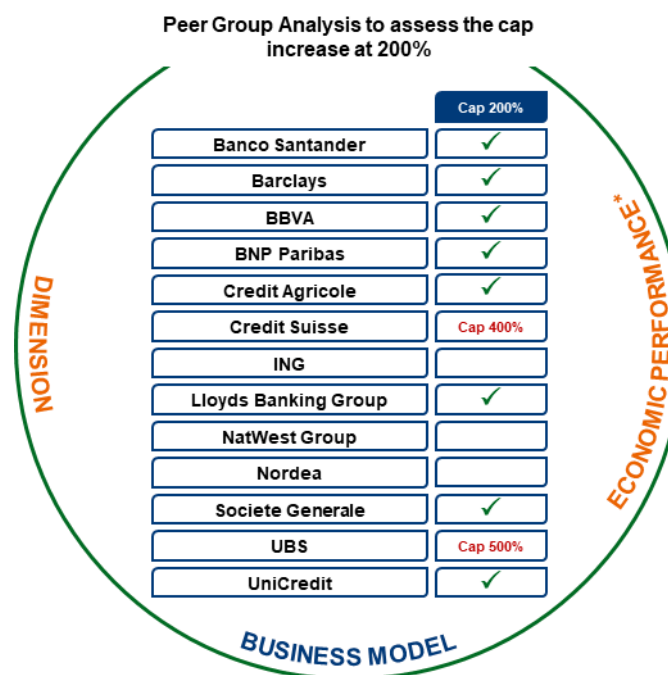 Peer Group Analysis to assess the cap
increase at 200%
Cap 200%
Banco Santander ✓
Barclays ✓
BBVA ✓
BNP Paribas ✓
Credit Agricole ✓
Credit Suisse Cap 400%
ING
Lloyds Banking Group ✓
NatWest Group
Nordea
Societe Generale ✓
UBS Cap 500%
UniCredit ✓
DIMENSION
ECONOMIC PERFORMANCE*
BUSINESS MODEL